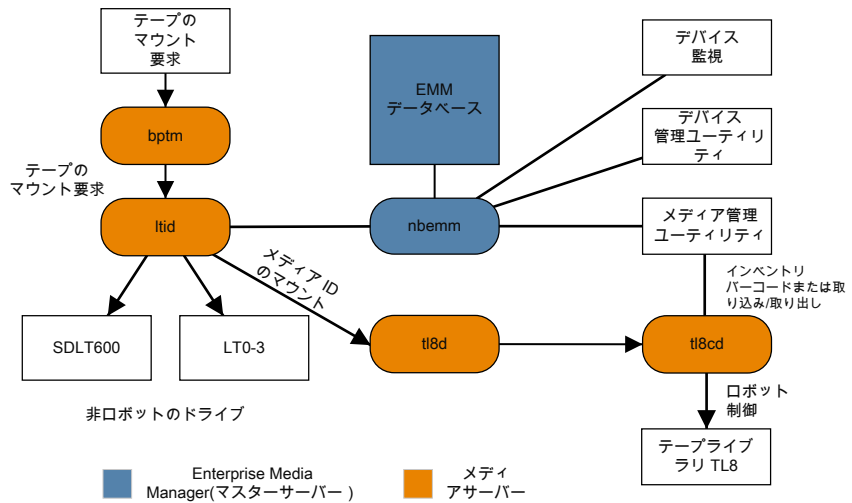 テープの
マウント
要求
EMM
データベース
デバイス
監視
bptm
デバイス
管理ユーティリ
ティ
テープの
マウント要求
ltid
nbemm
メディア管理
ユーティリティ
メディア ID
のマウント
インベントリ
バーコードまたは取
り込み/取り出し
SDLT600
LT0-3
tl8d
tl8cd
非ロボットのドライブ
ロボット
制御
テープライブ
ラリ TL8
Enterprise Media
Manager(マスターサーバー )
メディ
アサーバー